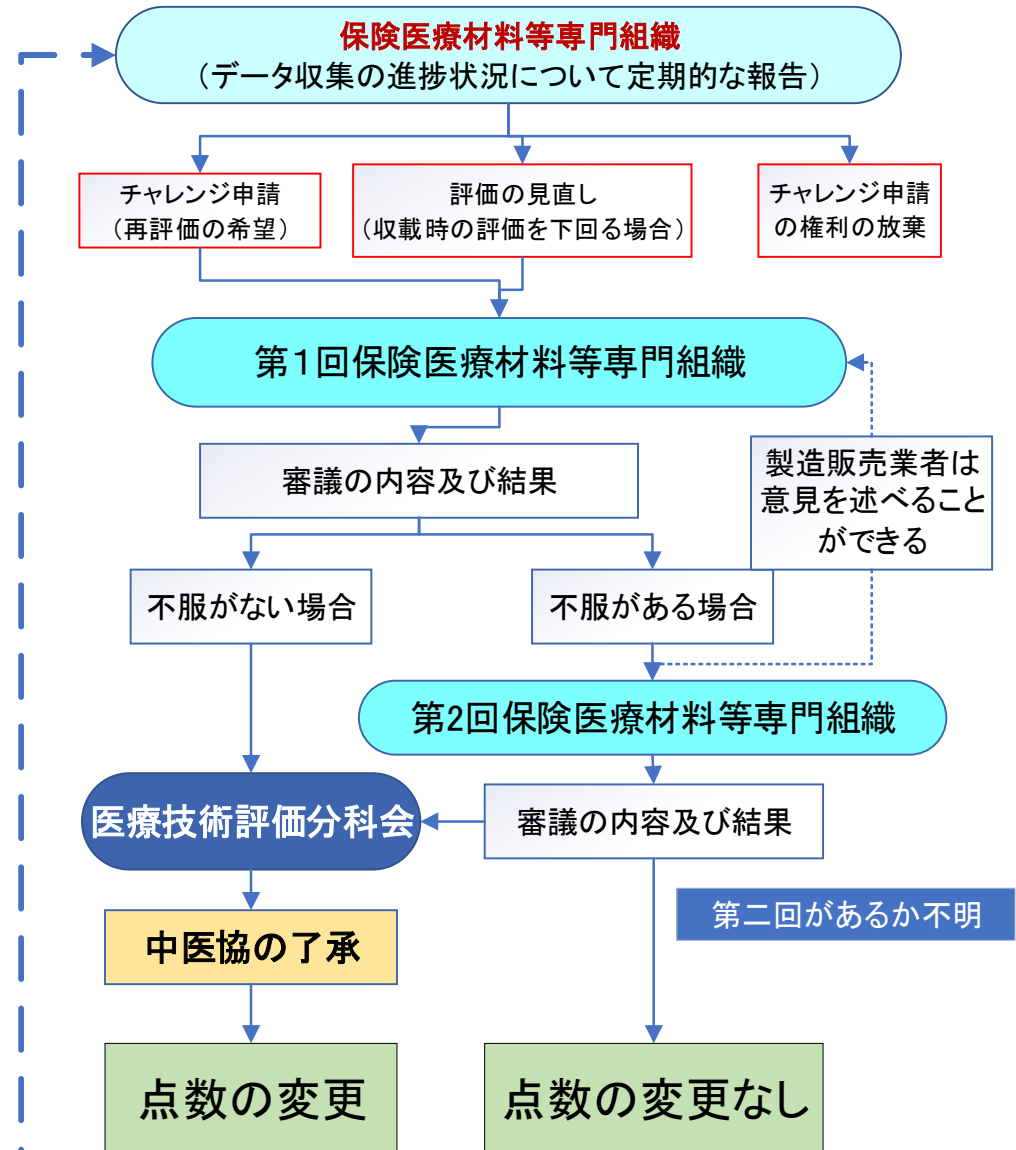 保険医療材料等専門組織
（データ収集の進捗状況について定期的な報告）
チャレンジ申請
（再評価の希望）
評価の見直し
（収載時の評価を下回る場合）
チャレンジ申請
の権利の放棄
第１回保険医療材料等専門組織
審議の内容及び結果
製造販売業者は
意見を述べること
ができる
不服がない場合
不服がある場合
第2回保険医療材料等専門組織
医療技術評価分科会
審議の内容及び結果
第二回があるか不明
中医協の了承
点数の変更
点数の変更なし